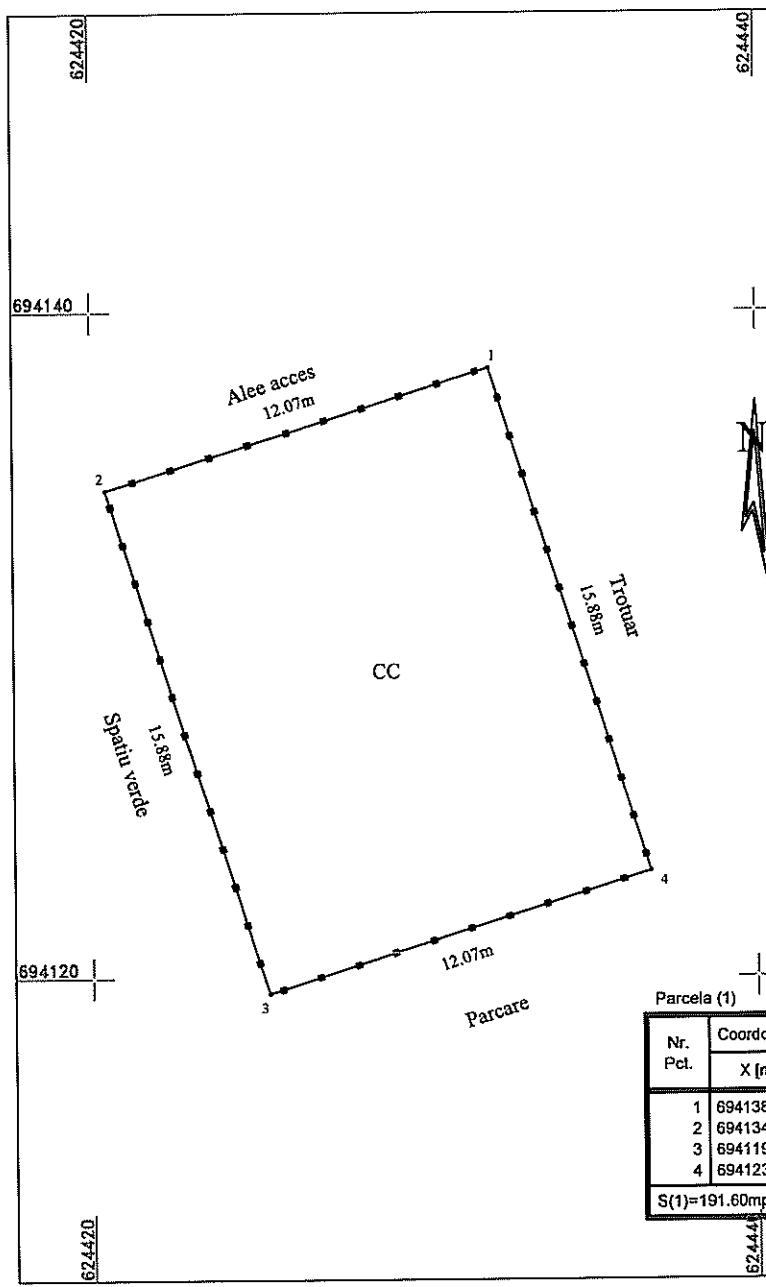 624420
624440
694140
1
Alee acces
12.07m
N
2
Trotuar
15.88m
CC
Spatiu verde
15.88m
4
12.07m
694120
3
Parcare
Parcela (1)
Nr. Pct.
X
1 694138
2 694134
3 694119
4 694123
S(1)=191.60mp
624420